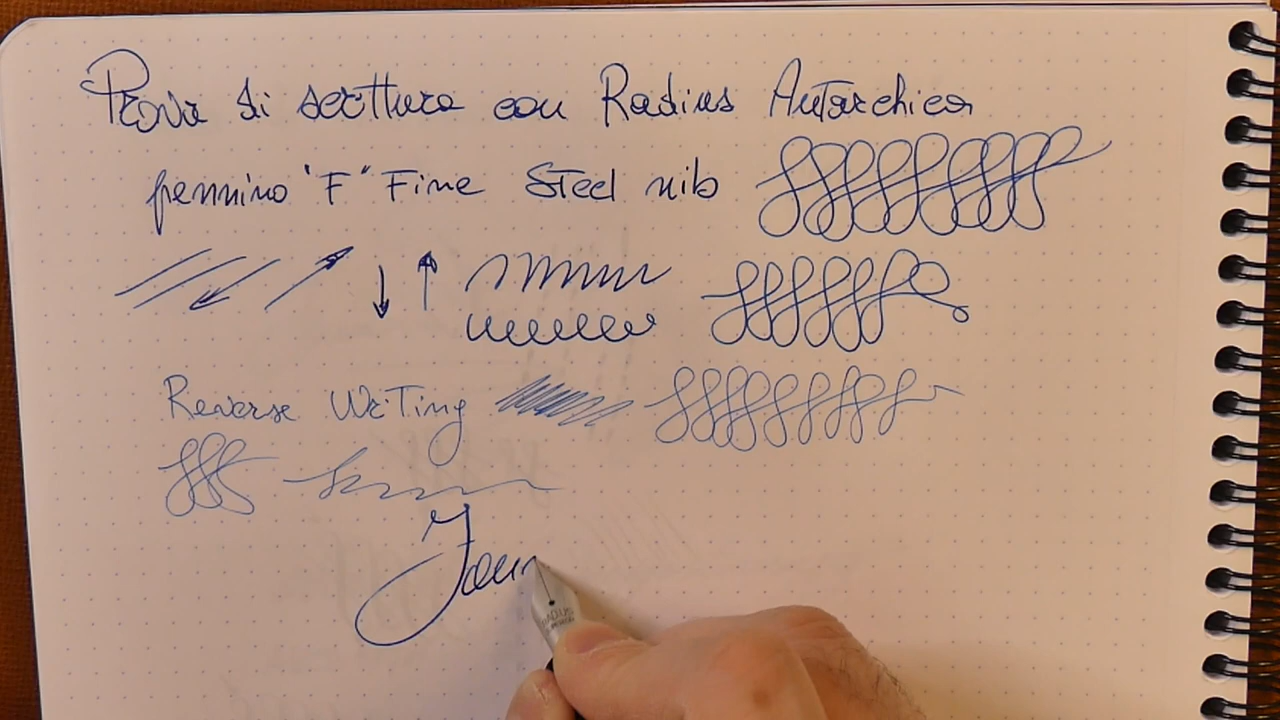 Prova di scrittura con Radius Autarchica
pennino "F" Fine Steel nib
Reverse Writing